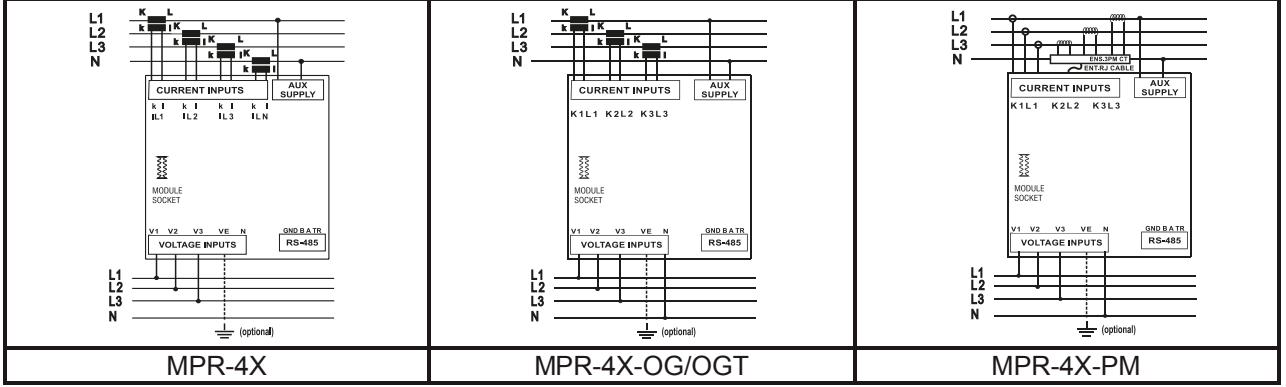 L1
L2
L3
N
K L
k l
K L
k l
K L
k l
k l
CURRENT INPUTS
AUX
SUPPLY
k l k l k l k l
IL1 IL2 IL3 ILN
MODULE
SOCKET
V1 V2 V3 VE N
VOLTAGE INPUTS
GND B A TR
RS-485
L1
L2
L3
N
(optional)
MPR-4X
L1
L2
L3
N
K L
k l
K L
k l
K L
k l
CURRENT INPUTS
AUX
SUPPLY
K1L1 K2L2 K3L3
MODULE
SOCKET
V1 V2 V3 VE N
VOLTAGE INPUTS
GND B A TR
RS-485
L1
L2
L3
N
(optional)
MPR-4X-OG/OGT
L1
L2
L3
N
ENS.3PM CT
ENT.RJ CABLE
CURRENT INPUTS
AUX
SUPPLY
K1L1 K2L2 K3L3
MODULE
SOCKET
V1 V2 V3 VE N
VOLTAGE INPUTS
GND B A TR
RS-485
L1
L2
L3
N
(optional)
MPR-4X-PM